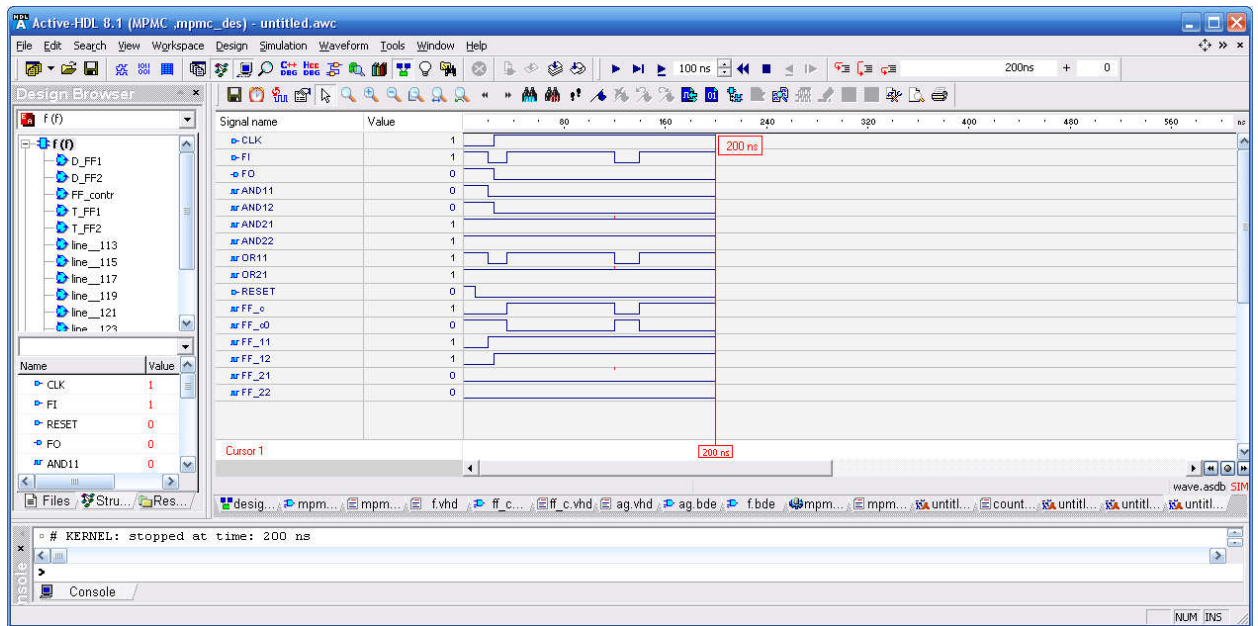 Active-HDL 8.1 (MPMC ,mpmc_des) - untitled.awc
File Edit Search View Workspace Design Simulation Waveform Tools Window Help
100 ns 200ns + 0
Design Browser
f (f)
Signal name Value 80 160 240 320 400 480 560 ns
f (f)
D_FF1
D_FF2
FF_contr
T_FF1
T_FF2
line__113
line__115
line__117
line__119
line__121
line__123
CLK 1
FI 1
FO 0
AND11 0
AND12 0
AND21 1
AND22 1
OR11 1
OR21 1
RESET 0
FF_c 1
FF_c0 0
FF_11 1
FF_12 1
FF_21 0
FF_22 0
200 ns
Name Value
CLK 1
FI 1
RESET 0
FO 0
AND11 0
Cursor 1 200 ns
wave.asdb SIM
Files Stru... Res...
desig... mpm... mpm... f.vhd ff_c... ff_c.vhd ag.vhd ag.bde f.bde mpm... mpm... untitl... count... untitl... untitl... untitl...
# KERNEL: stopped at time: 200 ns
>
Console
NUM INS